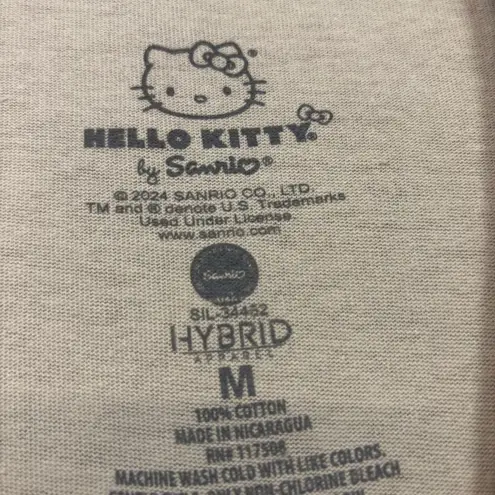 HELLO KITTY®
by Sanrio®
© 2024 SANRIO CO., LTD.
TM and ® denote U.S. Trademarks
Used Under License
www.sanrio.com
Sanrio
SIL-34452
HYBRID
APPAREL
M
100% COTTON
MADE IN NICARAGUA
RN# 117508
MACHINE WASH COLD WITH LIKE COLORS.
ONLY NON-CHLORINE BLEACH